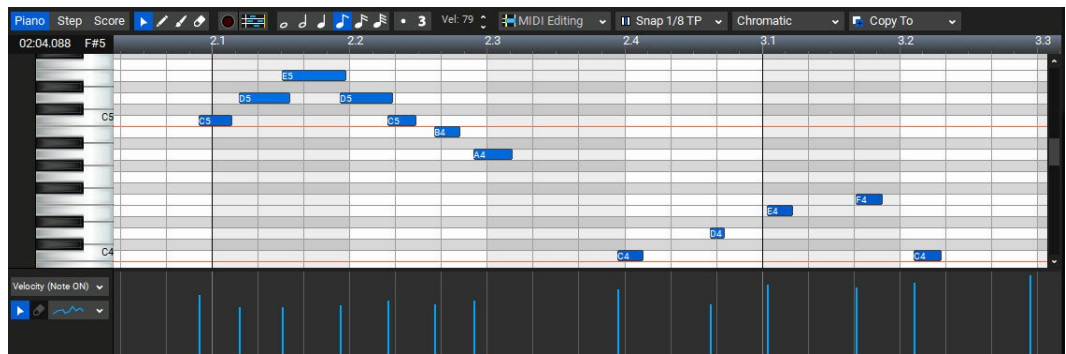 Piano Step Score 3 Vel: 79 MIDI Editing Snap 1/8 TP Chromatic Copy To
02:04.088 F#5 2.1 2.2 2.3 2.4 3.1 3.2 3.3
E5
D5 D5
C5 C5 C5
B4
A4
F4
E4
D4
C4 C4 C4
Velocity (Note ON)